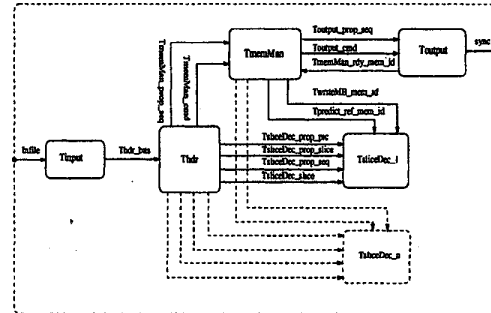 Toutput_prop_seq
Toutput_cmd
TmemMan_rdy_mem_id
TmemMan
Toutput
sync
TmemMan_prop_seq
TmemMan_cmd
TwriteMB_mem_id
Tpredict_ref_mem_id
Infile
Tinput
Thdr_bus
Thdr
TsliceDec_prop_pic
TsliceDec_prop_slice
TsliceDec_prop_seq
TsliceDec_slice
TsliceDec_1
TsliceDec_n